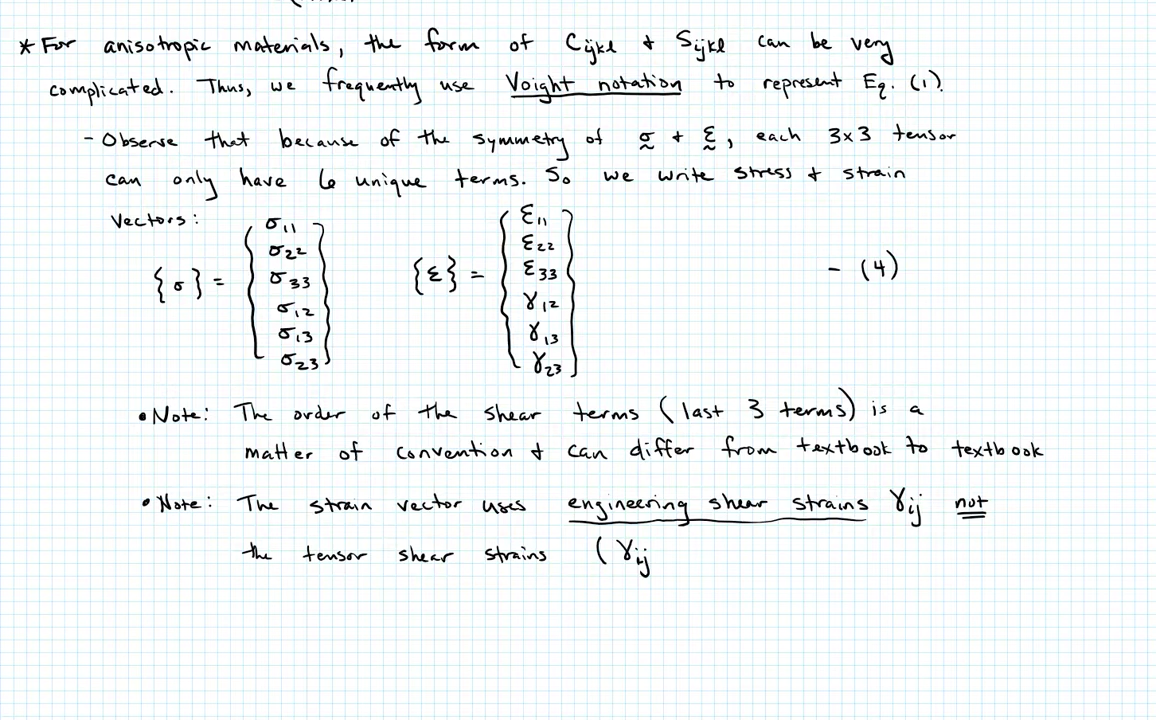 * For anisotropic materials, the form of Cijkl + Sijkl can be very
complicated. Thus, we frequently use Voight notation to represent Eq. (1).
- Observe that because of the symmetry of σ + ε, each 3x3 tensor
can only have 6 unique terms. So we write stress + strain
vectors:
{σ} = [σ11 σ22 σ33 σ12 σ13 σ23] {ε} = [ε11 ε22 ε33 γ12 γ13 γ23] - (4)
• Note: The order of the shear terms (last 3 terms) is a
matter of convention + can differ from textbook to textbook
• Note: The strain vector uses engineering shear strains γij not
the tensor shear strains (γij